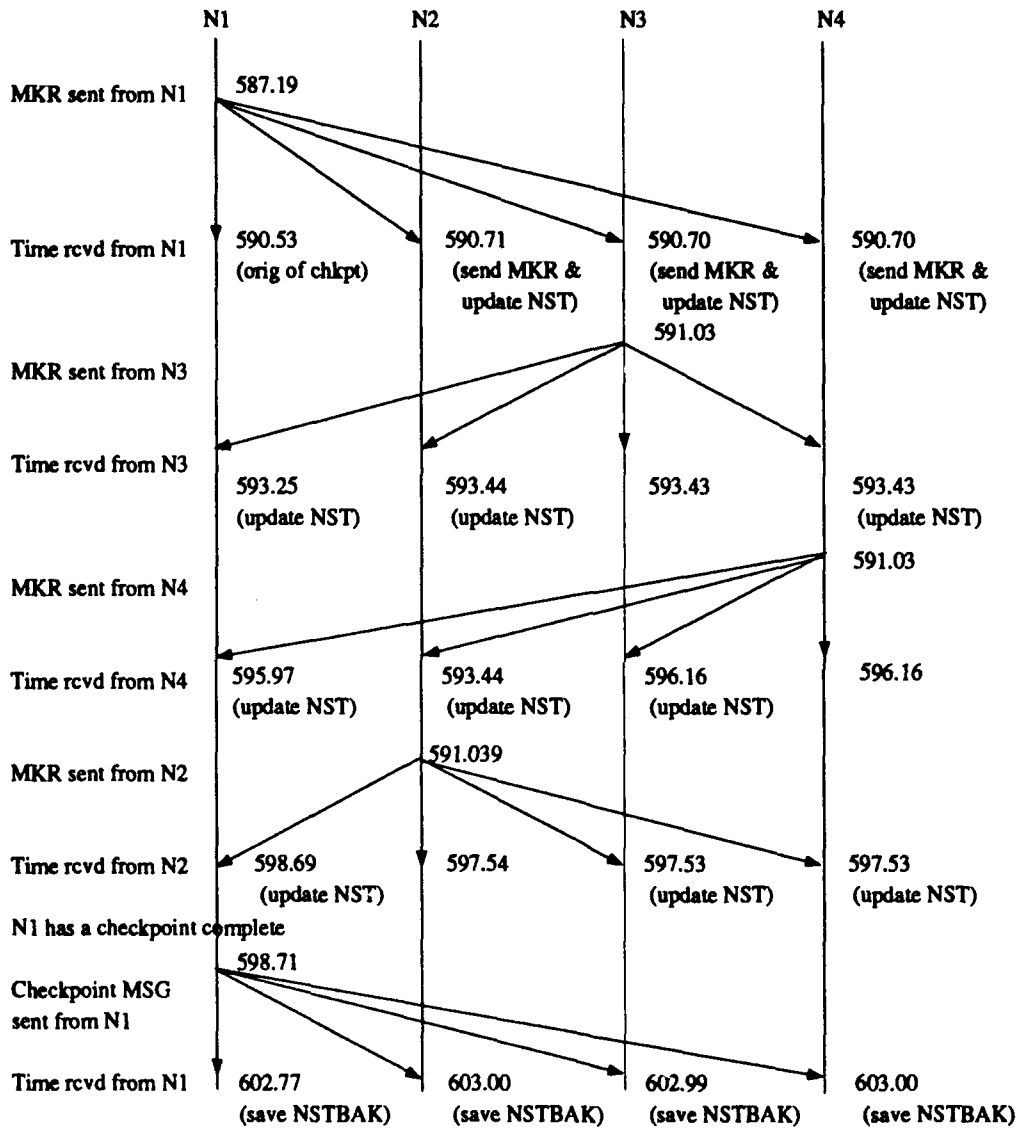 N1 N2 N3 N4
MKR sent from N1
587.19
Time rcvd from N1
590.53
(orig of chkpt)
590.71
(send MKR &
update NST)
590.70
(send MKR &
update NST)
590.70
(send MKR &
update NST)
591.03
MKR sent from N3
Time rcvd from N3
593.25
(update NST)
593.44
(update NST)
593.43
593.43
(update NST)
591.03
MKR sent from N4
Time rcvd from N4
595.97
(update NST)
593.44
(update NST)
596.16
(update NST)
596.16
591.039
MKR sent from N2
Time rcvd from N2
598.69
(update NST)
597.54
597.53
(update NST)
597.53
(update NST)
N1 has a checkpoint complete
598.71
Checkpoint MSG
sent from N1
Time rcvd from N1
602.77
(save NSTBAK)
603.00
(save NSTBAK)
602.99
(save NSTBAK)
603.00
(save NSTBAK)